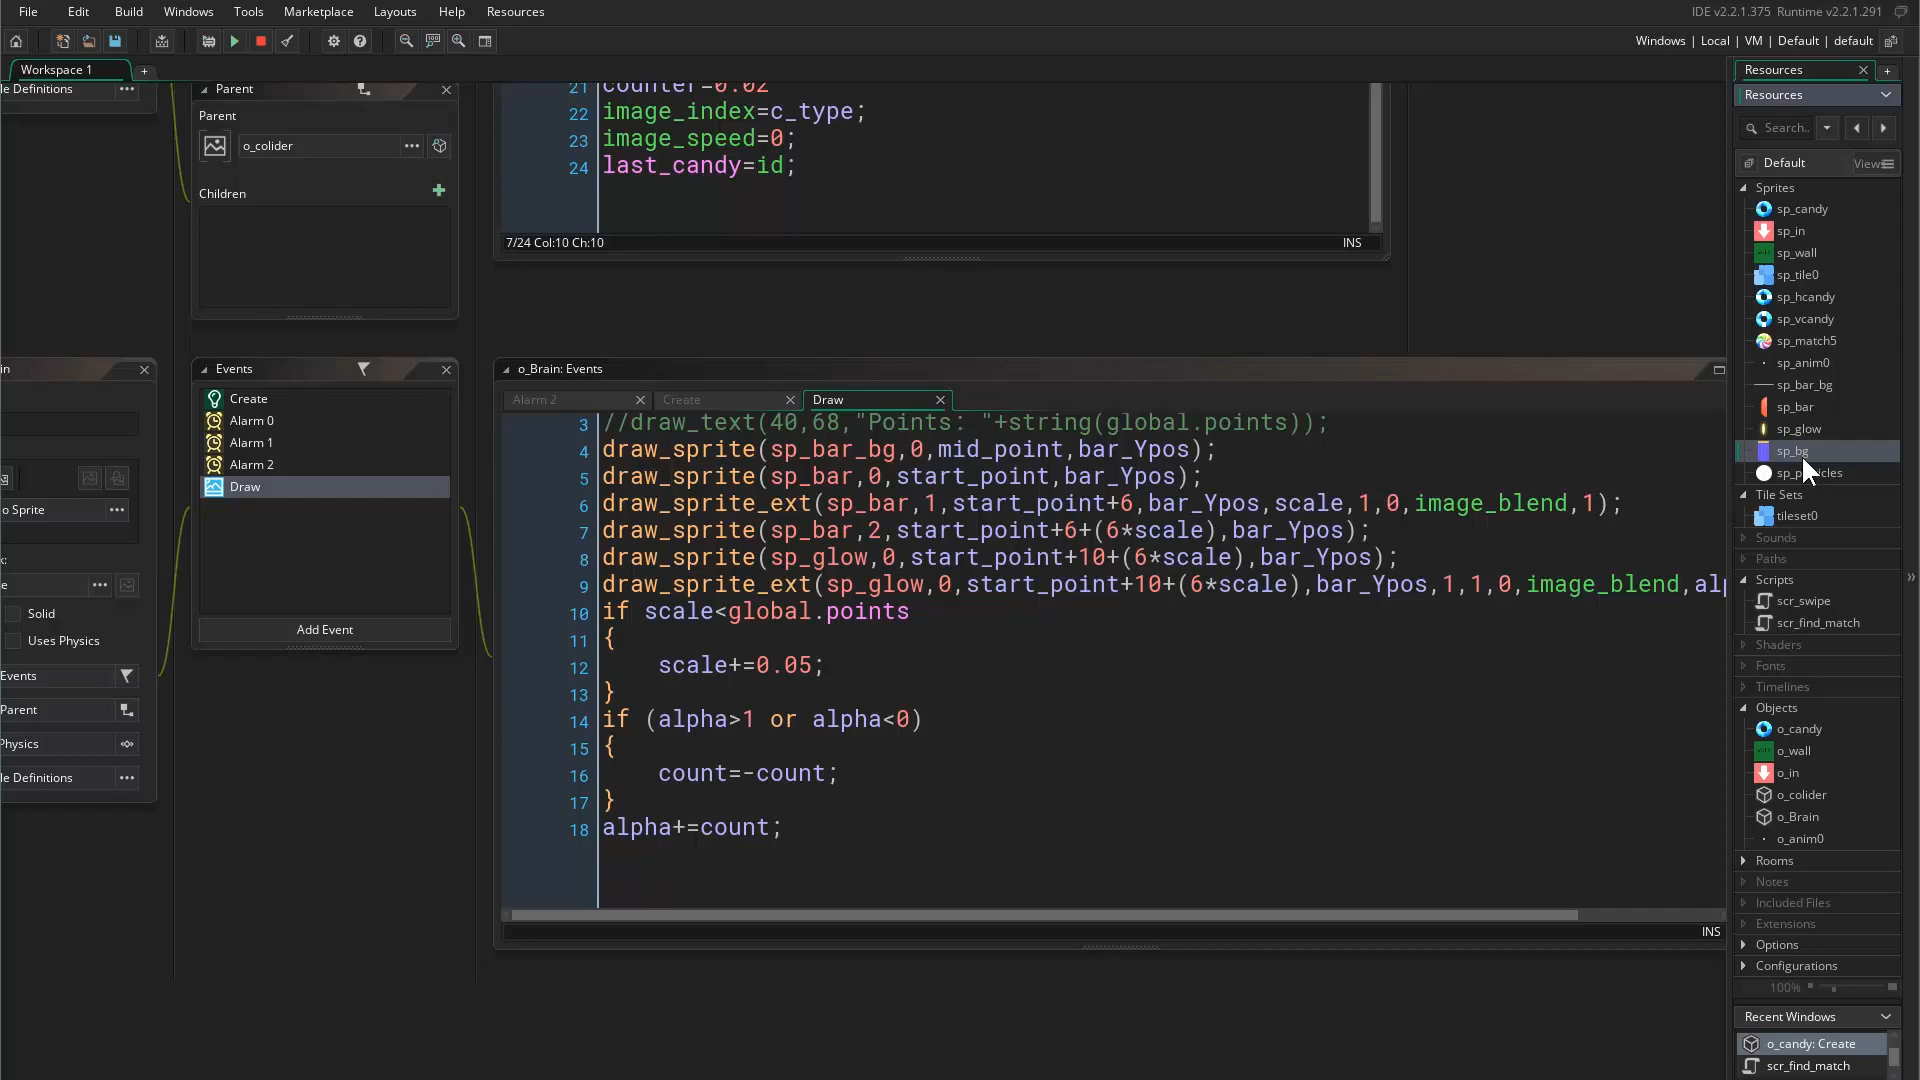 File Edit Build Windows Tools Marketplace Layouts Help Resources
IDE v2.2.1.375 Runtime v2.2.1.291
Windows | Local | VM | Default | default
Workspace 1
le Definitions
Parent
Parent
o_colider
Children
21 counter=0.02
22 image_index=c_type;
23 image_speed=0;
24 last_candy=id;
7/24 Col:10 Ch:10 INS
in
o Sprite
k:
e
Solid
Uses Physics
Events
Parent
Physics
le Definitions
Events
Create
Alarm 0
Alarm 1
Alarm 2
Draw
Add Event
o_Brain: Events
Alarm 2 Create Draw
3 //draw_text(40,68,"Points: "+string(global.points));
4 draw_sprite(sp_bar_bg,0,mid_point,bar_Ypos);
5 draw_sprite(sp_bar,0,start_point,bar_Ypos);
6 draw_sprite_ext(sp_bar,1,start_point+6,bar_Ypos,scale,1,0,image_blend,1);
7 draw_sprite(sp_bar,2,start_point+6+(6*scale),bar_Ypos);
8 draw_sprite(sp_glow,0,start_point+10+(6*scale),bar_Ypos);
9 draw_sprite_ext(sp_glow,0,start_point+10+(6*scale),bar_Ypos,1,1,0,image_blend,alp
10 if scale<global.points
11 {
12 scale+=0.05;
13 }
14 if (alpha>1 or alpha<0)
15 {
16 count=-count;
17 }
18 alpha+=count;
INS
Resources
Resources
Search..
Default View
Sprites
sp_candy
sp_in
sp_wall
sp_tile0
sp_hcandy
sp_vcandy
sp_match5
sp_anim0
sp_bar_bg
sp_bar
sp_glow
sp_bg
Tile Sets
tileset0
Sounds
Paths
Scripts
scr_swipe
scr_find_match
Shaders
Fonts
Timelines
Objects
o_candy
o_wall
o_in
o_colider
o_Brain
o_anim0
Rooms
Notes
Included Files
Extensions
Options
Configurations
100%
Recent Windows
o_candy: Create
scr_find_match